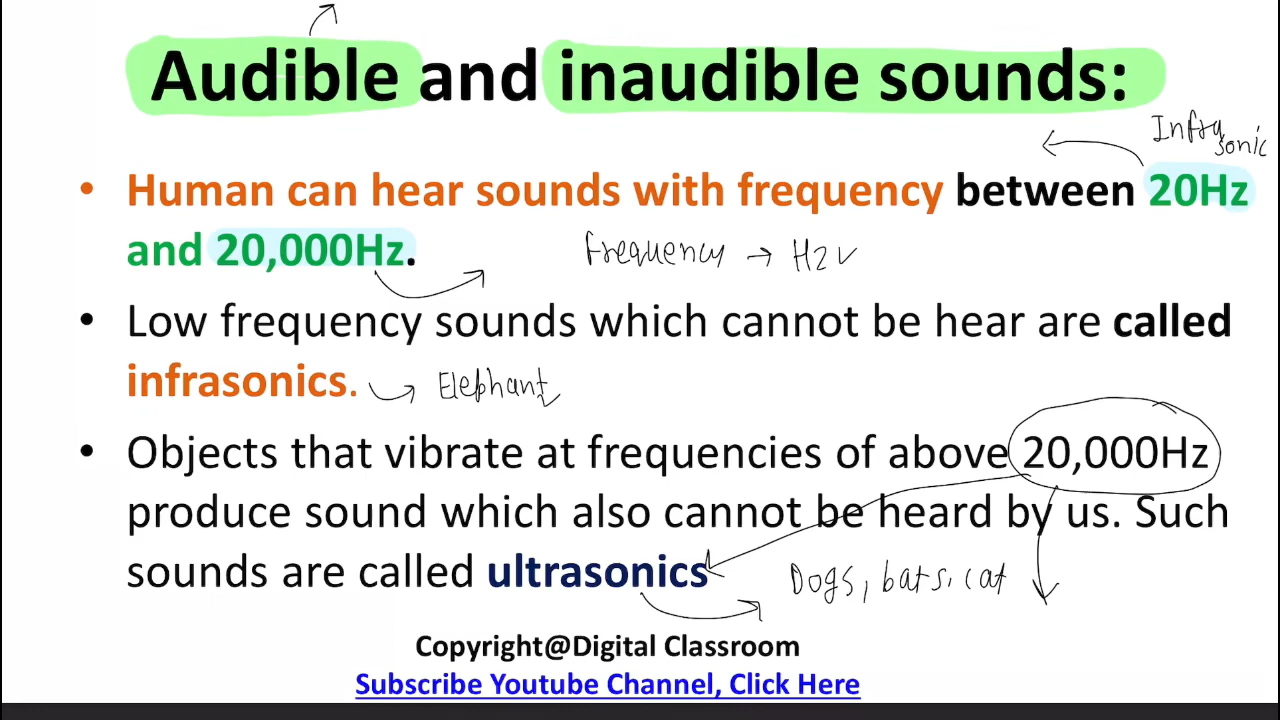 Audible and inaudible sounds:
Infra
sonic
• Human can hear sounds with frequency between 20Hz
and 20,000Hz.
Frequency → Hz
• Low frequency sounds which cannot be hear are called
infrasonics.
Elephant
• Objects that vibrate at frequencies of above 20,000Hz
produce sound which also cannot be heard by us. Such
sounds are called ultrasonics
Dogs, bats, cat
Copyright@Digital Classroom
Subscribe Youtube Channel, Click Here